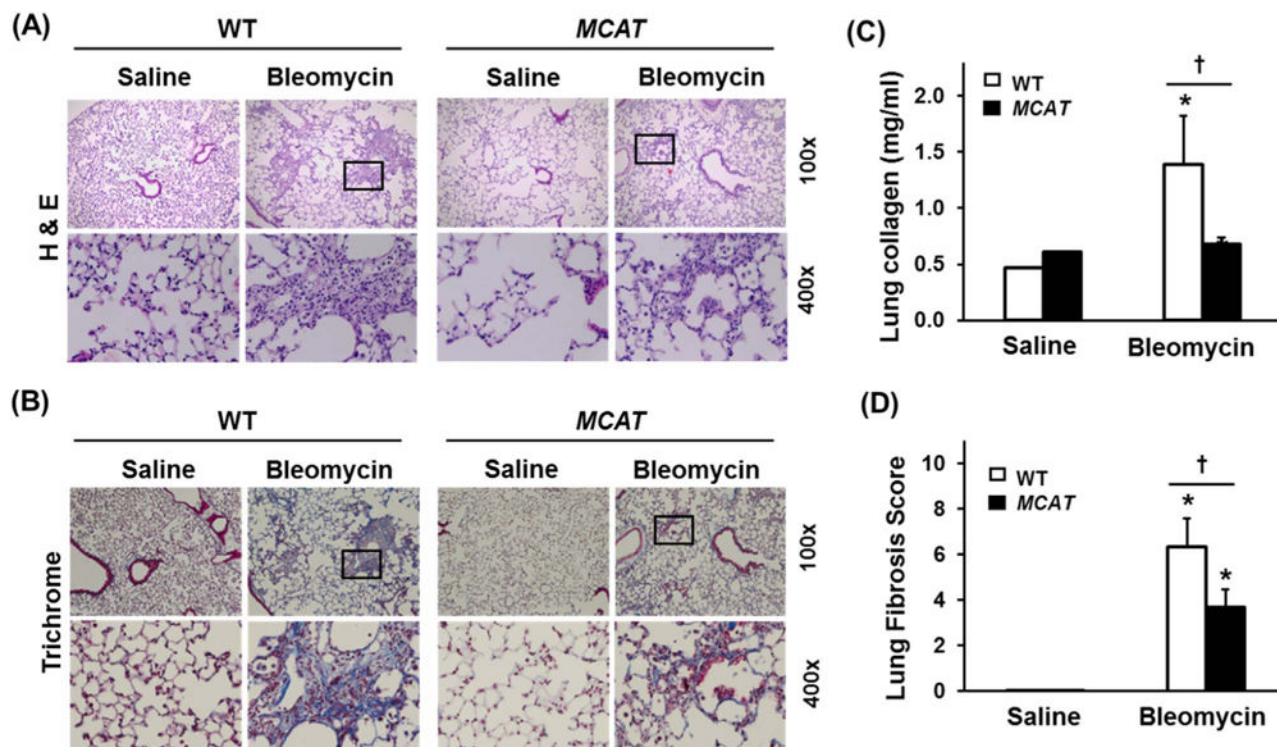 (A)
WT
MCAT
Saline
Bleomycin
Saline
Bleomycin
H & E
100x
400x
(B)
WT
MCAT
Saline
Bleomycin
Saline
Bleomycin
Trichrome
100x
400x
(C)
Lung collagen (mg/ml)
2.0
1.5
1.0
0.5
0.0
WT
MCAT
†
*
Saline
Bleomycin
(D)
Lung Fibrosis Score
10
8
6
4
2
0
WT
MCAT
†
*
*
Saline
Bleomycin